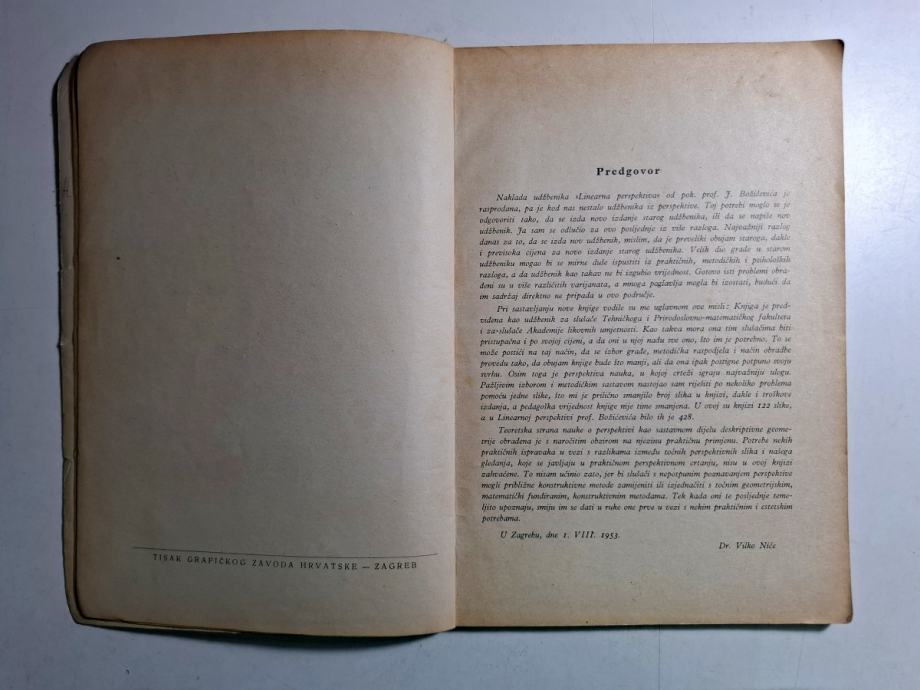 TISAK GRAFIČKOG ZAVODA HRVATSKE — ZAGREB
Predgovor
Naklada udžbenika »Linearna perspektiva« od pok. prof. J. Božičevića je
rasprodana, pa je kod nas nestalo udžbenika iz perspektive. Toj potrebi moglo se je
odgovoriti tako, da se izda novo izdanje starog udžbenika, ili da se napiše nov
udžbenik. Ja sam se odlučio za ovo posljednje iz više razloga. Najvažniji razlog
danas za to, da se izda nov udžbenik, mislim, da je preveliki obujam staroga, dakle
i previsoka cijena za novo izdanje starog udžbenika. Velik dio građe u starom
udžbeniku mogao bi se mirne duše ispustiti iz praktičnih, metodičkih i psiholoških
razloga, a da udžbenik kao takav ne bi izgubio vrijednost. Gotovo isti problemi obra-
đeni su u više različitih varijanata, a mnoga poglavlja mogla bi izostati, budući da
im sadržaj direktno ne pripada u ovo područje.
Pri sastavljanju nove knjige vodile su me uglavnom ove misli: Knjiga je pred-
viđena kao udžbenik za slušače Tehničkoga i Prirodoslovno-matematičkog fakulteta
i za slušače Akademije likovnih umjetnosti. Kao takva mora ona tim slušačima biti
pristupačna i po svojoj cijeni, a da oni u njoj nađu sve ono, što im je potrebno. To se
može postići na taj način, da se izbor građe, metodička raspodjela i način obradbe
provedu tako, da obujam knjige bude što manji, ali da ona ipak postigne potpuno svoju
svrhu. Osim toga je perspektiva nauka, u kojoj crteži igraju najvažniju ulogu.
Pažljivim izborom i metodičkim sastavom nastojao sam riješiti po nekoliko problema
pomoću jedne slike, što mi je prilično smanjilo broj slika u knjizi, dakle i troškove
izdanja, a pedagoška vrijednost knjige nije time smanjena. U ovoj su knjizi 122 slike,
a u Linearnoj perspektivi prof. Božičevića bilo ih je 428.
Teoretska strana nauke o perspektivi kao sastavnom dijelu deskriptivne geome-
trije obrađena je s naročitim obzirom na njezinu praktičnu primjenu. Potrebe nekih
praktičnih ispravaka u vezi s razlikama između točnih perspektivnih slika i našega
gledanja, koje se javljaju u praktičnom perspektivnom crtanju, nisu u ovoj knjizi
zahvaćene. To nisam učinio zato, jer bi slušači s nepotpunim poznavanjem perspektive
mogli približne konstruktivne metode zamijeniti ili izjednačiti s točnim geometrijskim,
matematički fundiranim, konstruktivnim metodama. Tek kada oni te posljednje teme-
ljito upoznaju, smiju im se dati u ruke one prve u vezi s nekim praktičnim i estetskim
potrebama.
U Zagrebu, dne 1. VIII. 1953.
Dr. Vilko Niče